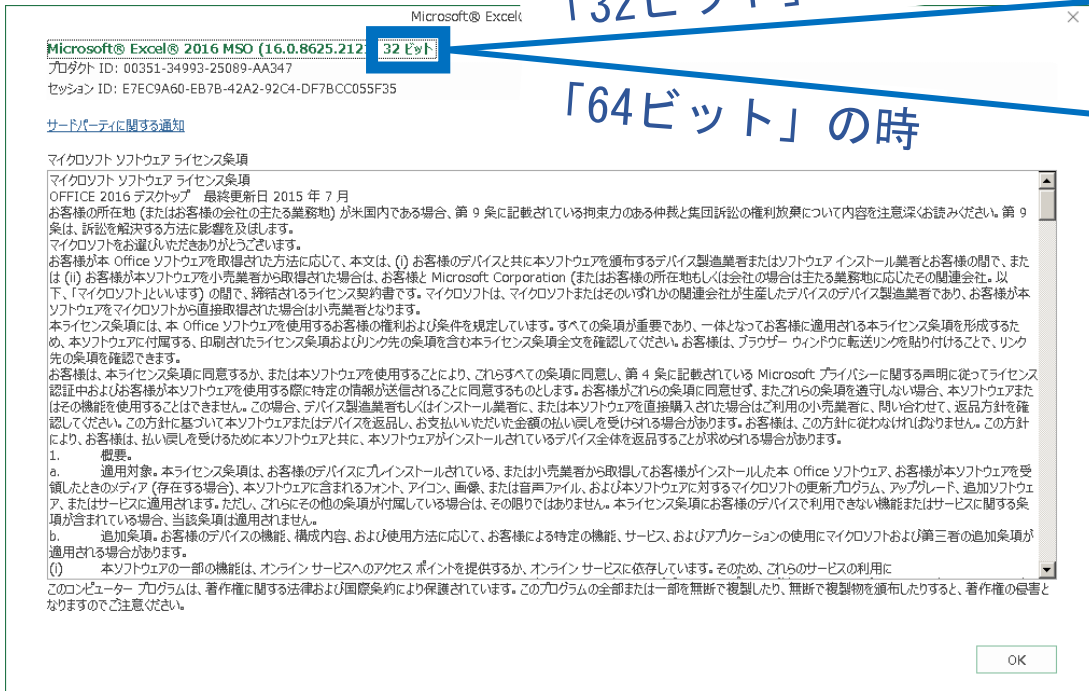 Microsoft® Excel
「32ビット」
×
Microsoft® Excel® 2016 MSO (16.0.8625.212 32 ビット
プロダクト ID: 00351-34993-25089-AA347
セッション ID: E7EC9A60-EB7B-42A2-92C4-DF7BCC055F35
「64ビット」の時
サードパーティに関する通知
マイクロソフト ソフトウェア ライセンス条項
マイクロソフト ソフトウェア ライセンス条項
OFFICE 2016 デスクトップ 最終更新日 2015 年 7 月
お客様の所在地 (またはお客様の会社の主たる業務地) が米国内である場合、第 9 条に記載されている拘束力のある仲裁と集団訴訟の権利放棄について内容を注意深くお読みください。第 9
条は、訴訟を解決する方法に影響を及ぼします。
マイクロソフトをお選びいただきありがとうございます。
お客様が本 Office ソフトウェアを取得された方法に応じて、本文は、(i) お客様のデバイスと共に本ソフトウェアを頒布するデバイス製造業者またはソフトウェア インストール業者とお客様の間で、また
は (ii) お客様が本ソフトウェアを小売業者から取得された場合は、お客様と Microsoft Corporation (またはお客様の所在地もしくは会社の場合は主たる業務地に応じたその関連会社。以
下、「マイクロソフト」といいます) の間で、締結されるライセンス契約書です。マイクロソフトは、マイクロソフトまたはそのいずれかの関連会社が生産したデバイスのデバイス製造業者であり、お客様が本
ソフトウェアをマイクロソフトから直接取得された場合は小売業者となります。
本ライセンス条項には、本 Office ソフトウェアを使用するお客様の権利および条件を規定しています。すべての条項が重要であり、一体となってお客様に適用される本ライセンス条項を形成するた
め、本ソフトウェアに付属する、印刷されたライセンス条項およびリンク先の条項を含む本ライセンス条項全文を確認してください。お客様は、ブラウザー ウィンドウに転送リンクを貼り付けることで、リンク
先の条項を確認できます。
お客様は、本ライセンス条項に同意するか、または本ソフトウェアを使用することにより、これらすべての条項に同意し、第 4 条に記載されている Microsoft プライバシーに関する声明に従ってライセンス
認証中およびお客様が本ソフトウェアを使用する際に特定の情報が送信されることに同意するものとします。お客様がこれらの条項に同意せず、またこれらの条項を遵守しない場合、本ソフトウェアまた
はその機能を使用することはできません。この場合、デバイス製造業者もしくはインストール業者に、または本ソフトウェアを直接購入された場合はご利用の小売業者に、問い合わせて、返品方針を確
認してください。この方針に基づいて本ソフトウェアまたはデバイスを返品し、お支払いいただいた金額の払い戻しを受けられる場合があります。お客様は、この方針に従わなければなりません。この方針
により、お客様は、払い戻しを受けるために本ソフトウェアと共に、本ソフトウェアがインストールされているデバイス全体を返品することが求められる場合があります。
1. 概要。
a. 適用対象。本ライセンス条項は、お客様のデバイスにプレインストールされている、または小売業者から取得してお客様がインストールした本 Office ソフトウェア、お客様が本ソフトウェアを受
領したときのメディア (存在する場合)、本ソフトウェアに含まれるフォント、アイコン、画像、または音声ファイル、および本ソフトウェアに対するマイクロソフトの更新プログラム、アップグレード、追加ソフトウェ
ア、またはサービスに適用されます。ただし、これらにその他の条項が付属している場合は、その限りではありません。本ライセンス条項にお客様のデバイスで利用できない機能またはサービスに関する条
項が含まれている場合、当該条項は適用されません。
b. 追加条項。お客様のデバイスの機能、構成内容、および使用方法に応じて、お客様による特定の機能、サービス、およびアプリケーションの使用にマイクロソフトおよび第三者の追加条項が
適用される場合があります。
(i) 本ソフトウェアの一部の機能は、オンライン サービスへのアクセス ポイントを提供するか、オンライン サービスに依存しています。そのため、これらのサービスの利用に
このコンピューター プログラムは、著作権に関する法律および国際条約により保護されています。このプログラムの全部または一部を無断で複製したり、無断で複製物を頒布したりすると、著作権の侵害と
なりますのでご注意ください。
OK